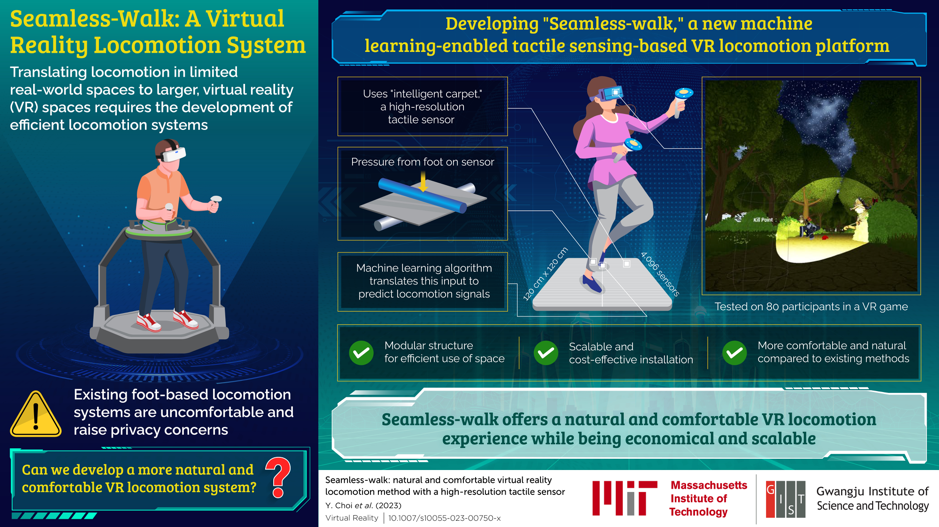 Seamless-Walk: A Virtual
Reality Locomotion System
Translating locomotion in limited
real-world spaces to larger, virtual reality
(VR) spaces requires the development of
efficient locomotion systems
Existing foot-based locomotion
systems are uncomfortable and
raise privacy concerns
Can we develop a more natural and
comfortable VR locomotion system?
Developing "Seamless-walk," a new machine
learning-enabled tactile sensing-based VR locomotion platform
Uses "intelligent carpet,"
a high-resolution
tactile sensor
Pressure from foot on sensor
Machine learning algorithm
translates this input to
predict locomotion signals
120 cm x 120 cm
4,096 sensors
Kill Point
Tested on 80 participants in a VR game
Modular structure
for efficient use of space
Scalable and
cost-effective installation
More comfortable and natural
compared to existing methods
Seamless-walk offers a natural and comfortable VR locomotion
experience while being economical and scalable
Seamless-walk: natural and comfortable virtual reality
locomotion method with a high-resolution tactile sensor
Y. Choi et al. (2023)
Virtual Reality | 10.1007/s10055-023-00750-x
MIT
Massachusetts
Institute of
Technology
GIST
Gwangju Institute of
Science and Technology